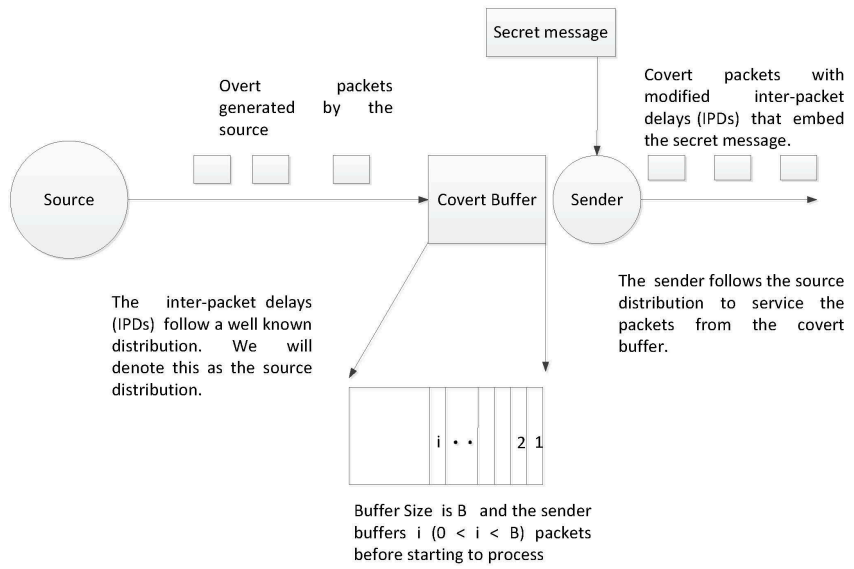 Secret message
Overt packets
generated by the
source
Covert packets with
modified inter-packet
delays (IPDs) that embed
the secret message.
Source
Covert Buffer
Sender
The inter-packet delays
(IPDs) follow a well known
distribution. We will
denote this as the source
distribution.
The sender follows the source
distribution to service the
packets from the covert
buffer.
i • • 2 1
Buffer Size is B and the sender
buffers i (0 < i < B) packets
before starting to process